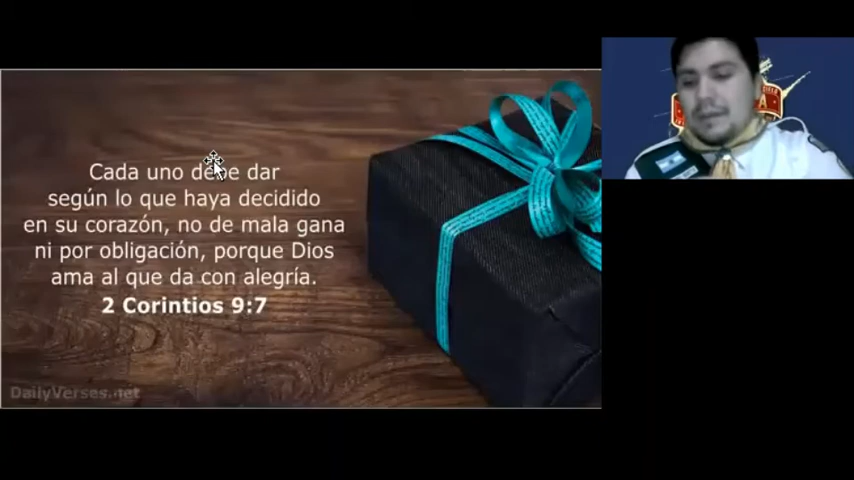 Cada uno debe dar
según lo que haya decidido
en su corazón, no de mala gana
ni por obligación, porque Dios
ama al que da con alegría.
2 Corintios 9:7
DailyVerses.net